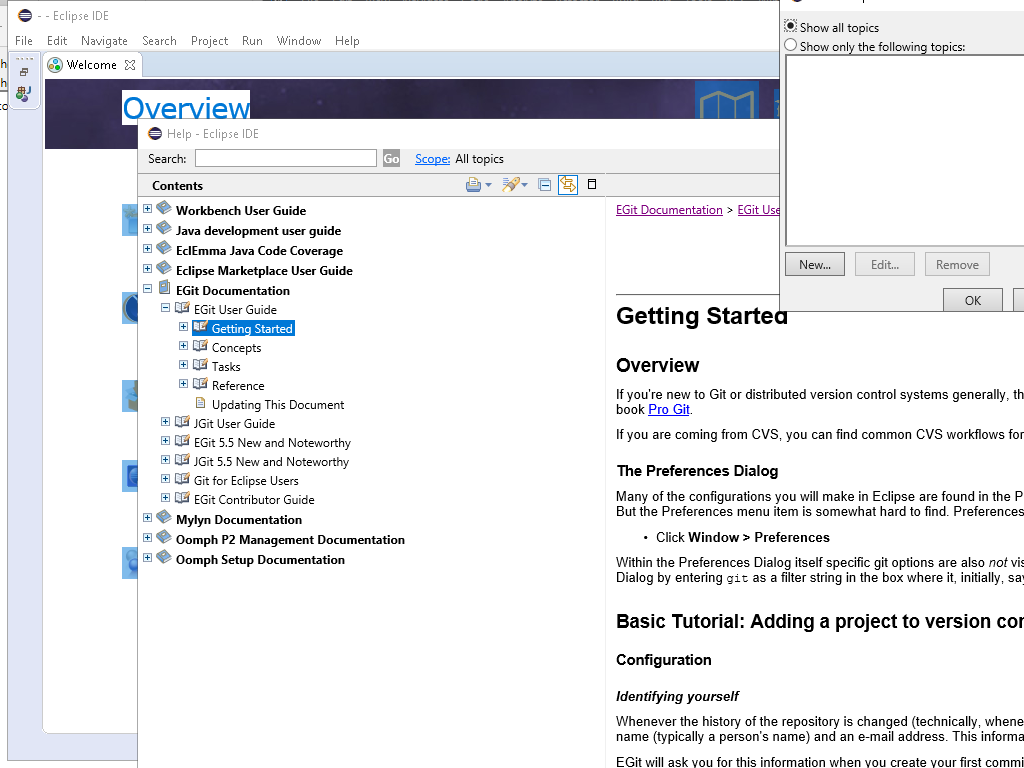 - - Eclipse IDE
File Edit Navigate Search Project Run Window Help
Welcome
Overview
Help - Eclipse IDE
Search: Go Scope: All topics
Contents
Workbench User Guide
Java development user guide
EclEmma Java Code Coverage
Eclipse Marketplace User Guide
EGit Documentation
EGit User Guide
Getting Started
Concepts
Tasks
Reference
Updating This Document
JGit User Guide
EGit 5.5 New and Noteworthy
JGit 5.5 New and Noteworthy
Git for Eclipse Users
EGit Contributor Guide
Mylyn Documentation
Oomph P2 Management Documentation
Oomph Setup Documentation
Show all topics
Show only the following topics:
New... Edit... Remove
OK
EGit Documentation > EGit Use
Getting Started
Overview
If you're new to Git or distributed version control systems generally, th
book Pro Git.
If you are coming from CVS, you can find common CVS workflows for
The Preferences Dialog
Many of the configurations you will make in Eclipse are found in the P
But the Preferences menu item is somewhat hard to find. Preferences
• Click Window > Preferences
Within the Preferences Dialog itself specific git options are also not vis
Dialog by entering git as a filter string in the box where it, initially, say
Basic Tutorial: Adding a project to version con
Configuration
Identifying yourself
Whenever the history of the repository is changed (technically, whene
name (typically a person's name) and an e-mail address. This informa
EGit will ask you for this information when you create your first commi